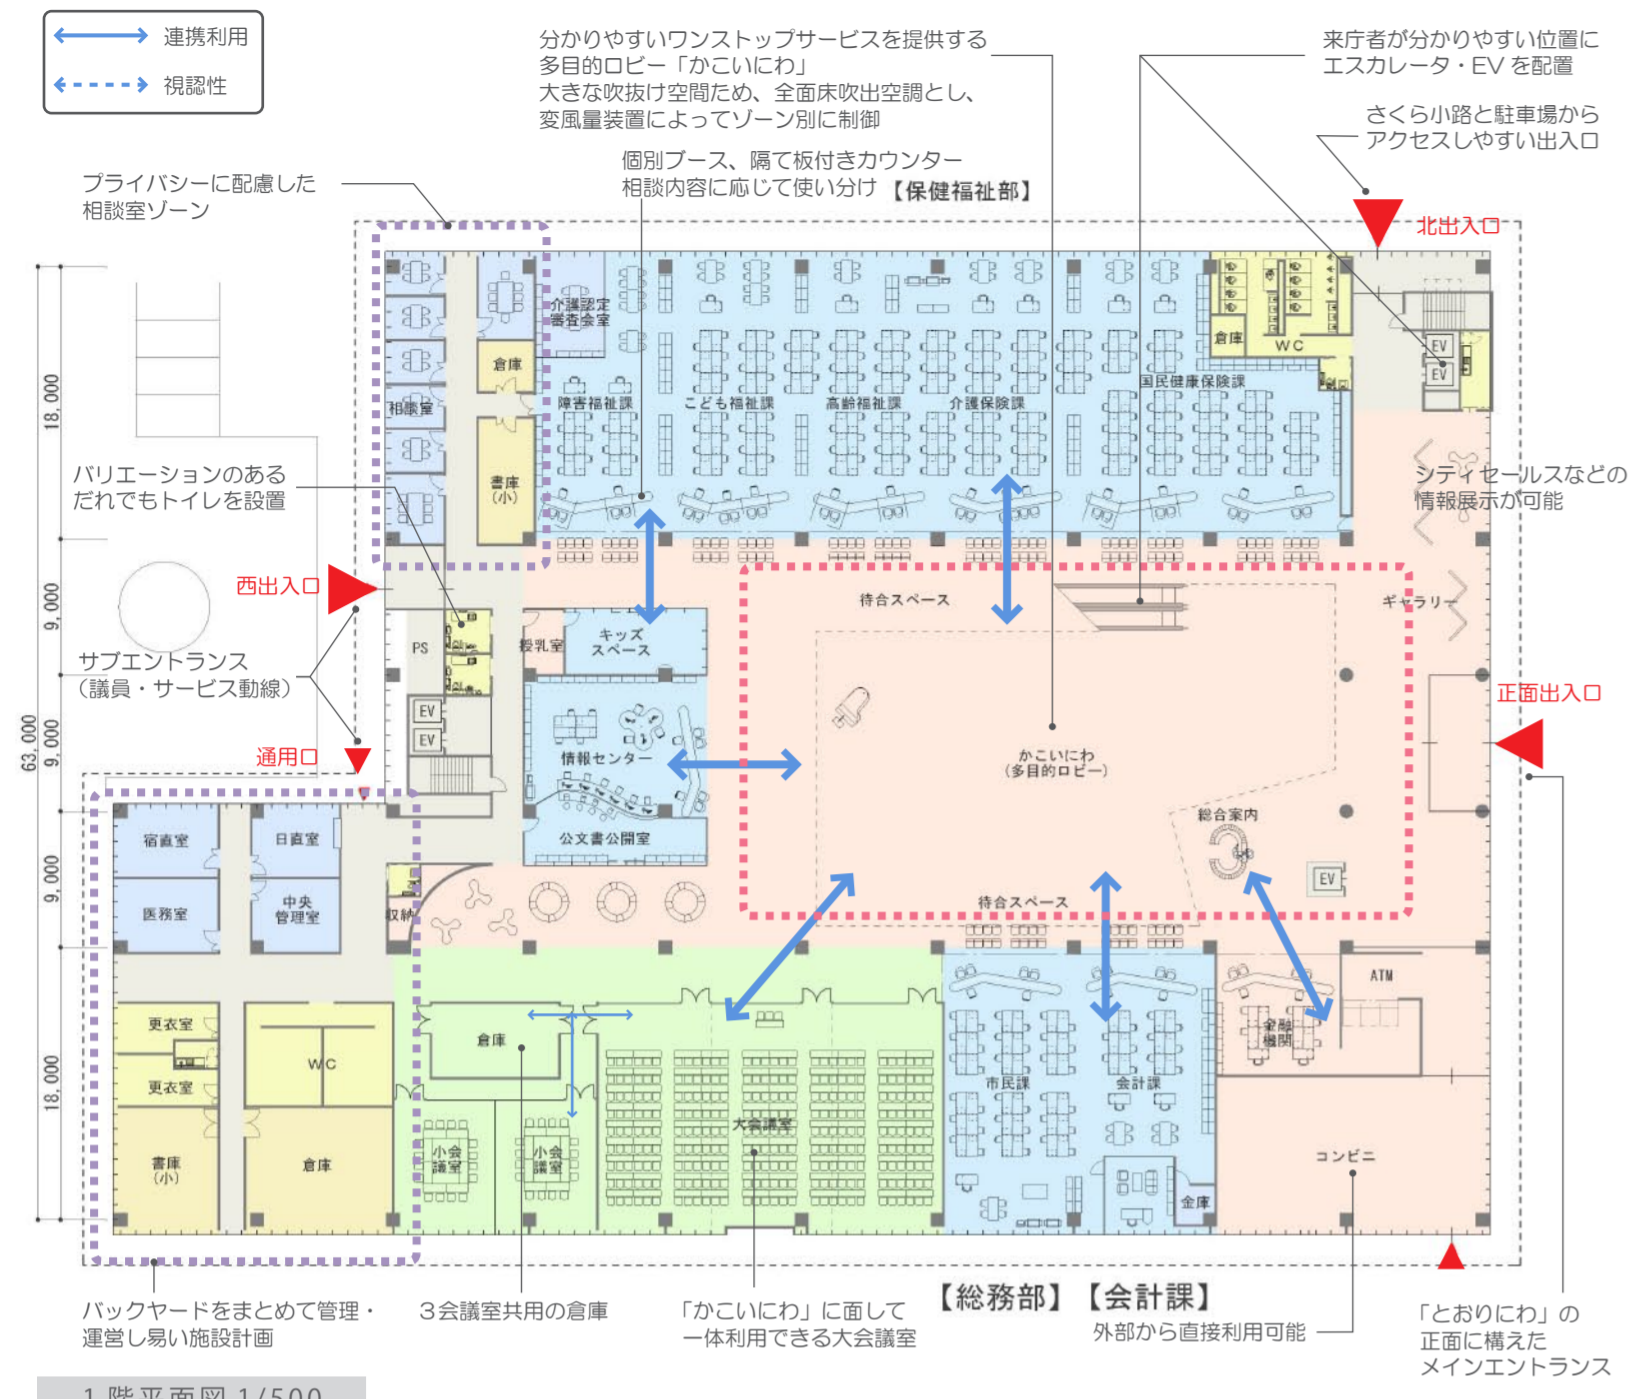 連携利用
視認性
分かりやすいワンストップサービスを提供する
多目的ロビー「かこいにわ」
大きな吹抜け空間ため、全面床吹出空調とし、
変風量装置によってゾーン別に制御
来庁者が分かりやすい位置に
エスカレータ・EVを配置
さくら小路と駐車場から
アクセスしやすい出入口
個別ブース、隔て板付きカウンター
相談内容に応じて使い分け
【保健福祉部】
プライバシーに配慮した
相談室ゾーン
北出入口
介護認定
審査会室
倉庫
倉庫
WC
EV
EV
相談室
障害福祉課
こども福祉課
高齢福祉課
介護保険課
国民健康保険課
書庫
(小)
バリエーションのある
だれでもトイレを設置
シティセールスなどの
情報展示が可能
西出入口
待合スペース
ギャラリー
PS
授乳室
キッズ
スペース
サブエントランス
(議員・サービス動線)
正面出入口
EV
EV
通用口
情報センター
かこいにわ
(多目的ロビー)
総合案内
公文書公開室
宿直室
日直室
医務室
中央
管理室
収納
待合スペース
EV
ATM
金融
機関
更衣室
更衣室
WC
倉庫
市民課
会計課
大会議室
小会
議室
小会
議室
書庫
(小)
倉庫
コンビニ
金庫
18,000
9,000
9,000
9,000
18,000
63,000
バックヤードをまとめて管理・
運営し易い施設計画
3会議室共用の倉庫
「かこいにわ」に面して
一体利用できる大会議室
【総務部】【会計課】
外部から直接利用可能
「とおりにわ」の
正面に構えた
メインエントランス
1階平面図 1/500